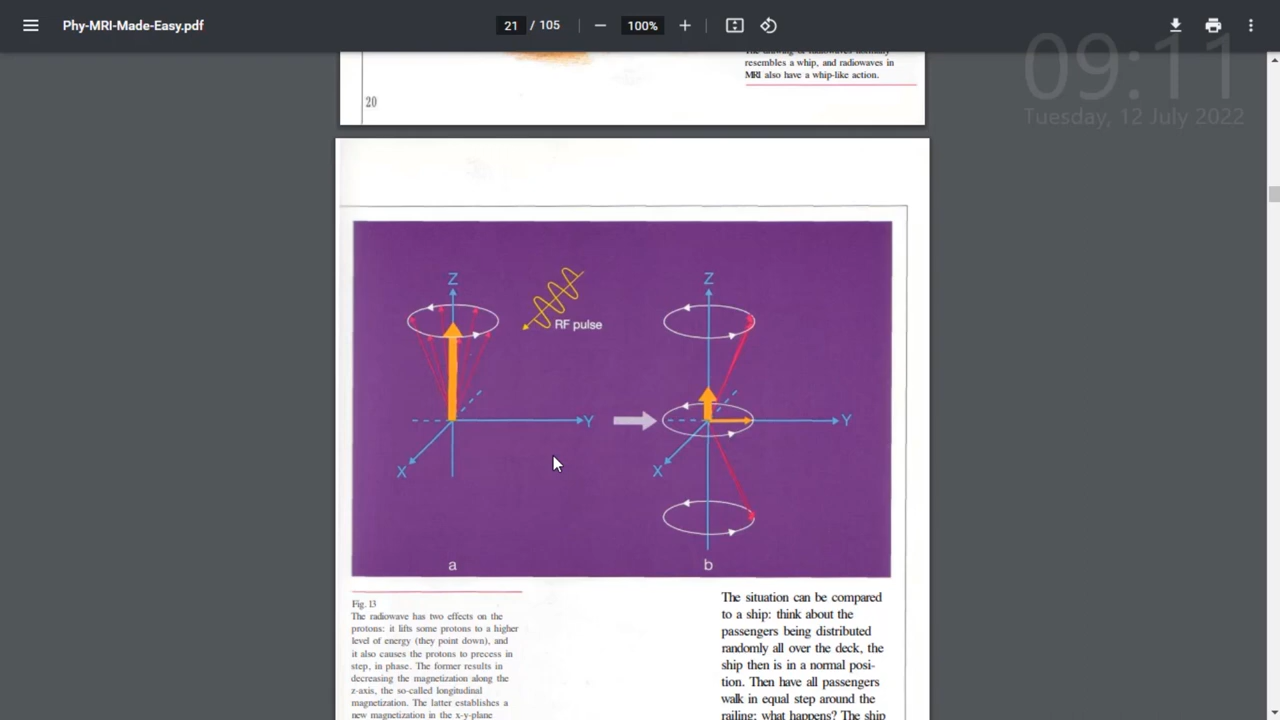 Phy-MRI-Made-Easy.pdf
21 / 105
100%
09:11
Tuesday, 12 July 2022
resembles a whip, and radiowaves in
MRI also have a whip-like action.
20
Z
RF pulse
Y
X
a
Z
Y
X
b
Fig. 13
The radiowave has two effects on the
protons: it lifts some protons to a higher
level of energy (they point down), and
it also causes the protons to precess in
step, in phase. The former results in
decreasing the magnetization along the
z-axis, the so-called longitudinal
magnetization. The latter establishes a
new magnetization in the x-y-plane
The situation can be compared
to a ship: think about the
passengers being distributed
randomly all over the deck, the
ship then is in a normal posi-
tion. Then have all passengers
walk in equal step around the
railing; what happens? The ship